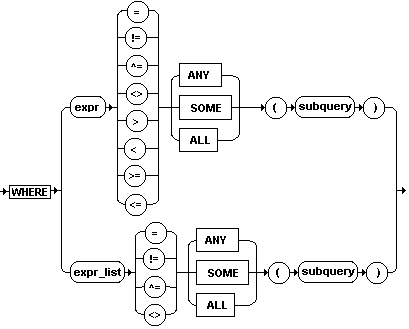 =
!=
^=
<>
>
<
>=
<=
expr
ANY
SOME
ALL
( subquery )
WHERE
expr_list
=
!=
^=
<>
ANY
SOME
ALL
( subquery )